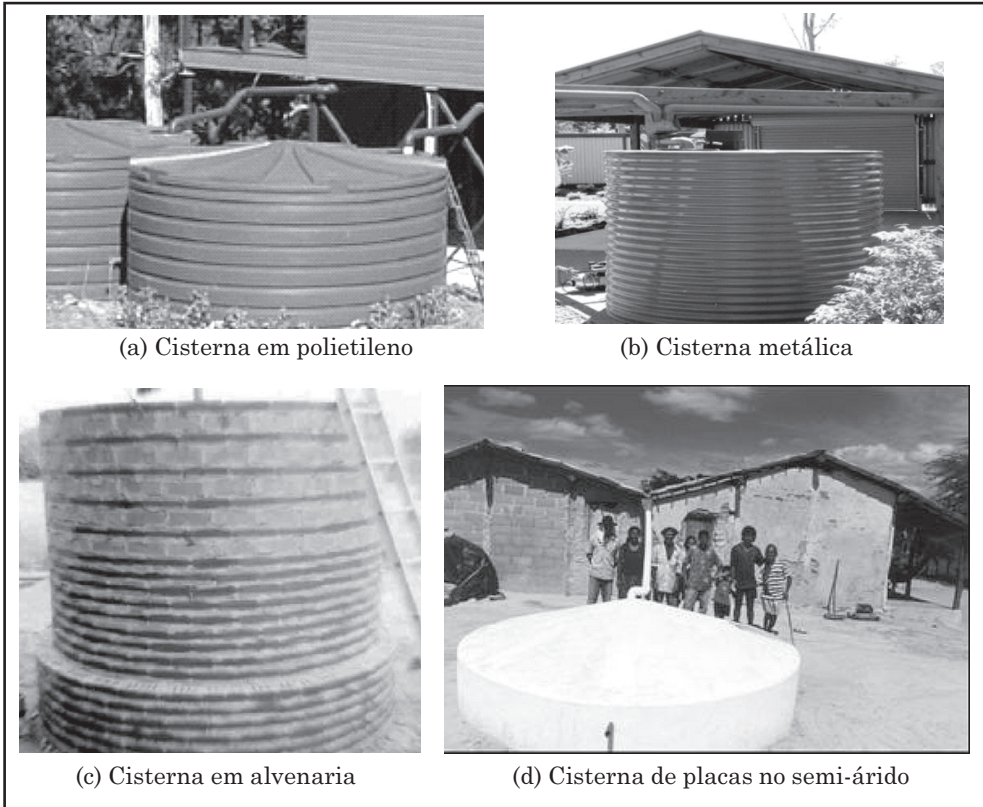 (a) Cisterna em polietileno
(b) Cisterna metálica
(c) Cisterna em alvenaria
(d) Cisterna de placas no semi-árido